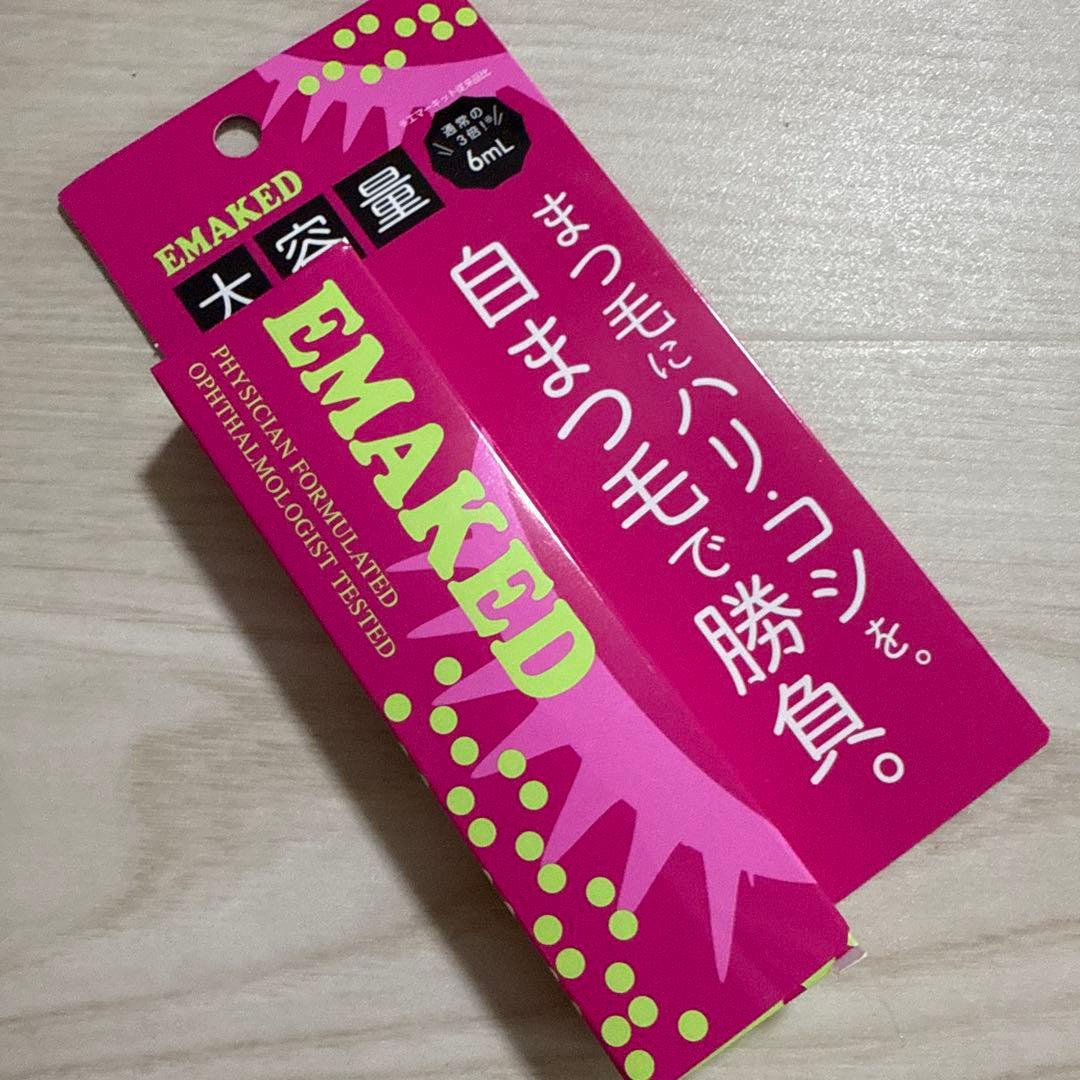 ※エマーキット従来品比
通常の
3倍!※
6mL
EMAKED
大容量
まつ毛にハリ・コシを。
自まつ毛で勝負。
EMAKED
PHYSICIAN FORMULATED
OPHTHALMOLOGIST TESTED